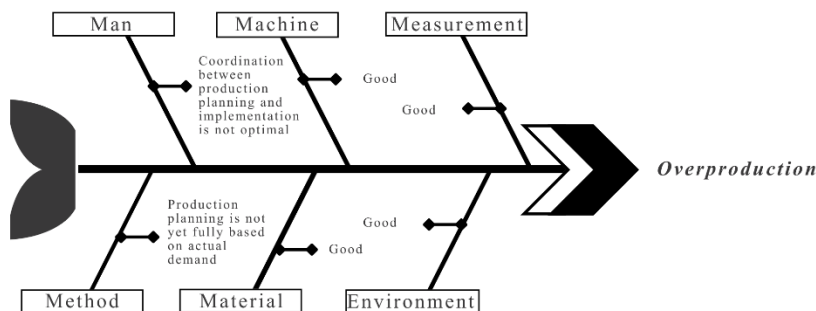 Man
Machine
Measurement
Coordination
between
production
planning and
implementation
is not optimal
Good
Good
Overproduction
Production
planning is not
yet fully based
on actual
demand
Good
Good
Method
Material
Environment